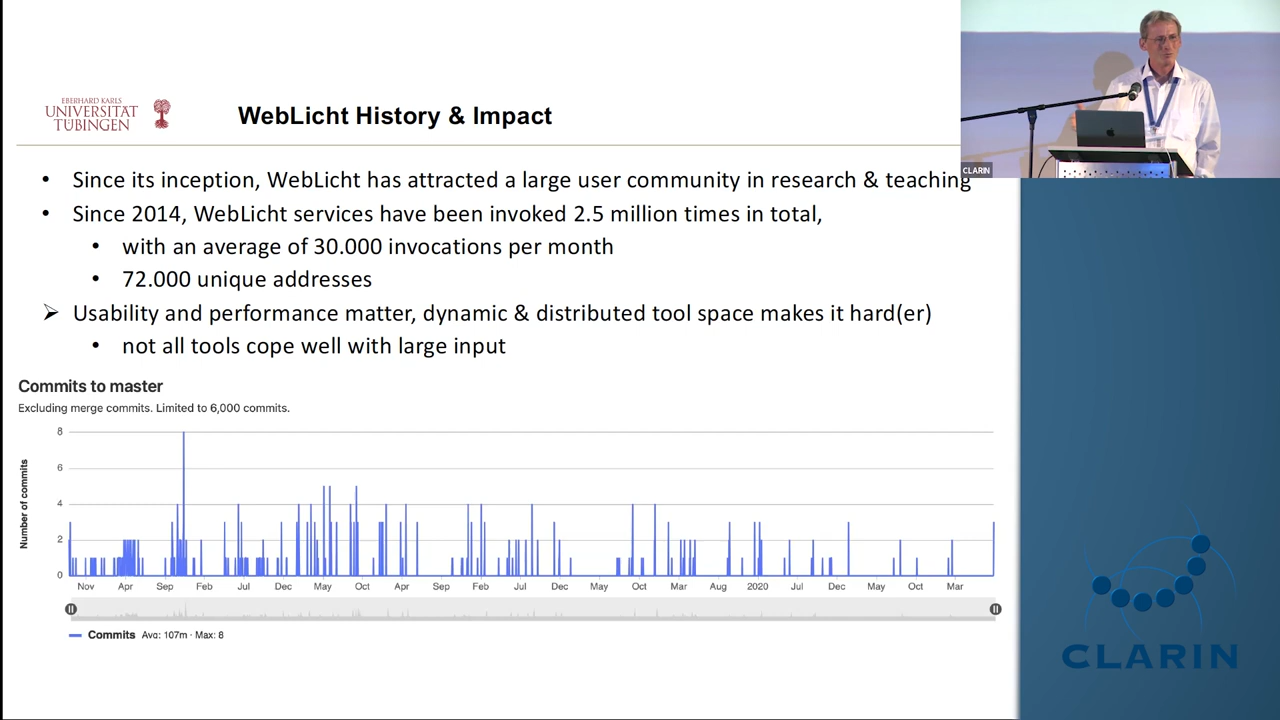 EBERHARD KARLS
UNIVERSITÄT
TÜBINGEN
WebLicht History & Impact
CLARIN
• Since its inception, WebLicht has attracted a large user community in research & teaching
• Since 2014, WebLicht services have been invoked 2.5 million times in total,
• with an average of 30.000 invocations per month
• 72.000 unique addresses
➢ Usability and performance matter, dynamic & distributed tool space makes it hard(er)
• not all tools cope well with large input
Commits to master
Excluding merge commits. Limited to 6,000 commits.
Number of commits
8
6
4
2
0
Nov Apr Sep Feb Jul Dec May Oct Apr Sep Feb Jul Dec May Oct Mar Aug 2020 Jul Dec May Oct Mar
Commits Avg: 107m · Max: 8
CLARIN